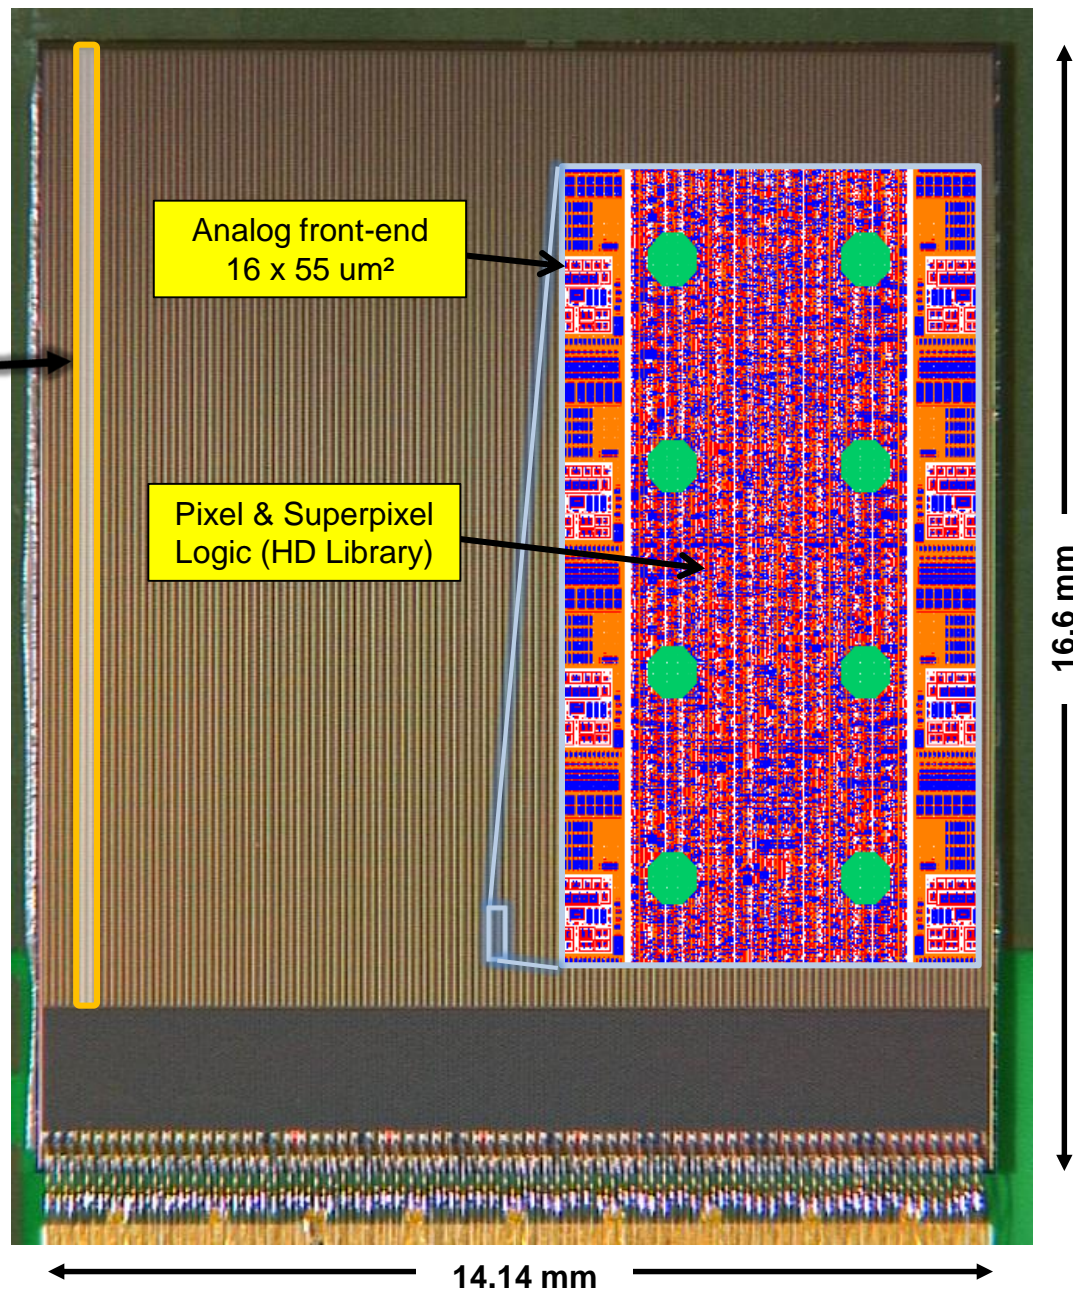 Analog front-end
16 x 55 um²
Pixel & Superpixel
Logic (HD Library)
16.6 mm
14.14 mm